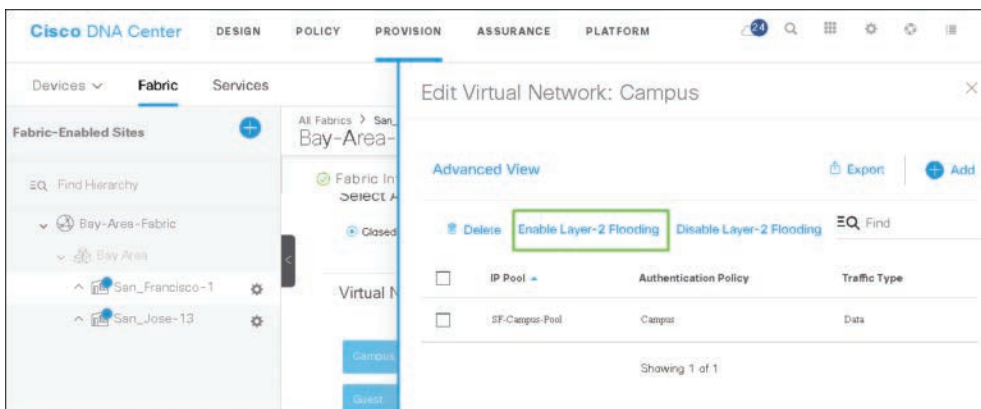 Cisco DNA Center DESIGN POLICY PROVISION ASSURANCE PLATFORM 24
Devices Fabric Services
Fabric-Enabled Sites
Find Hierarchy
Bay-Area-Fabric
Bay Area
San_Francisco-1
San_Jose-13
All Fabrics > San_
Bay-Area-
Fabric In
Select A
Closed
Virtual N
Campus
Guest
Edit Virtual Network: Campus
Advanced View Export Add
Delete Enable Layer-2 Flooding Disable Layer-2 Flooding Find
IP Pool Authentication Policy Traffic Type
SF-Campus-Pool Campus Data
Showing 1 of 1